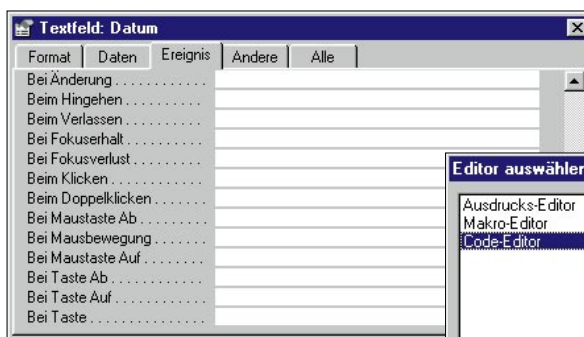 Textfeld: Datum
Format Daten Ereignis Andere Alle
Bei Änderung . . . . . . . . . . . .
Beim Hingehen . . . . . . . . . .
Beim Verlassen . . . . . . . . . .
Bei Fokuserhalt . . . . . . . . . .
Bei Fokusverlust . . . . . . . . .
Beim Klicken . . . . . . . . . . . .
Beim Doppelklicken . . . . . .
Bei Maustaste Ab . . . . . . . .
Bei Mausbewegung . . . . . .
Bei Maustaste Auf . . . . . . . .
Bei Taste Ab . . . . . . . . . . . .
Bei Taste Auf . . . . . . . . . . .
Bei Taste . . . . . . . . . . . . . . .
Editor auswählen
Ausdrucks-Editor
Makro-Editor
Code-Editor